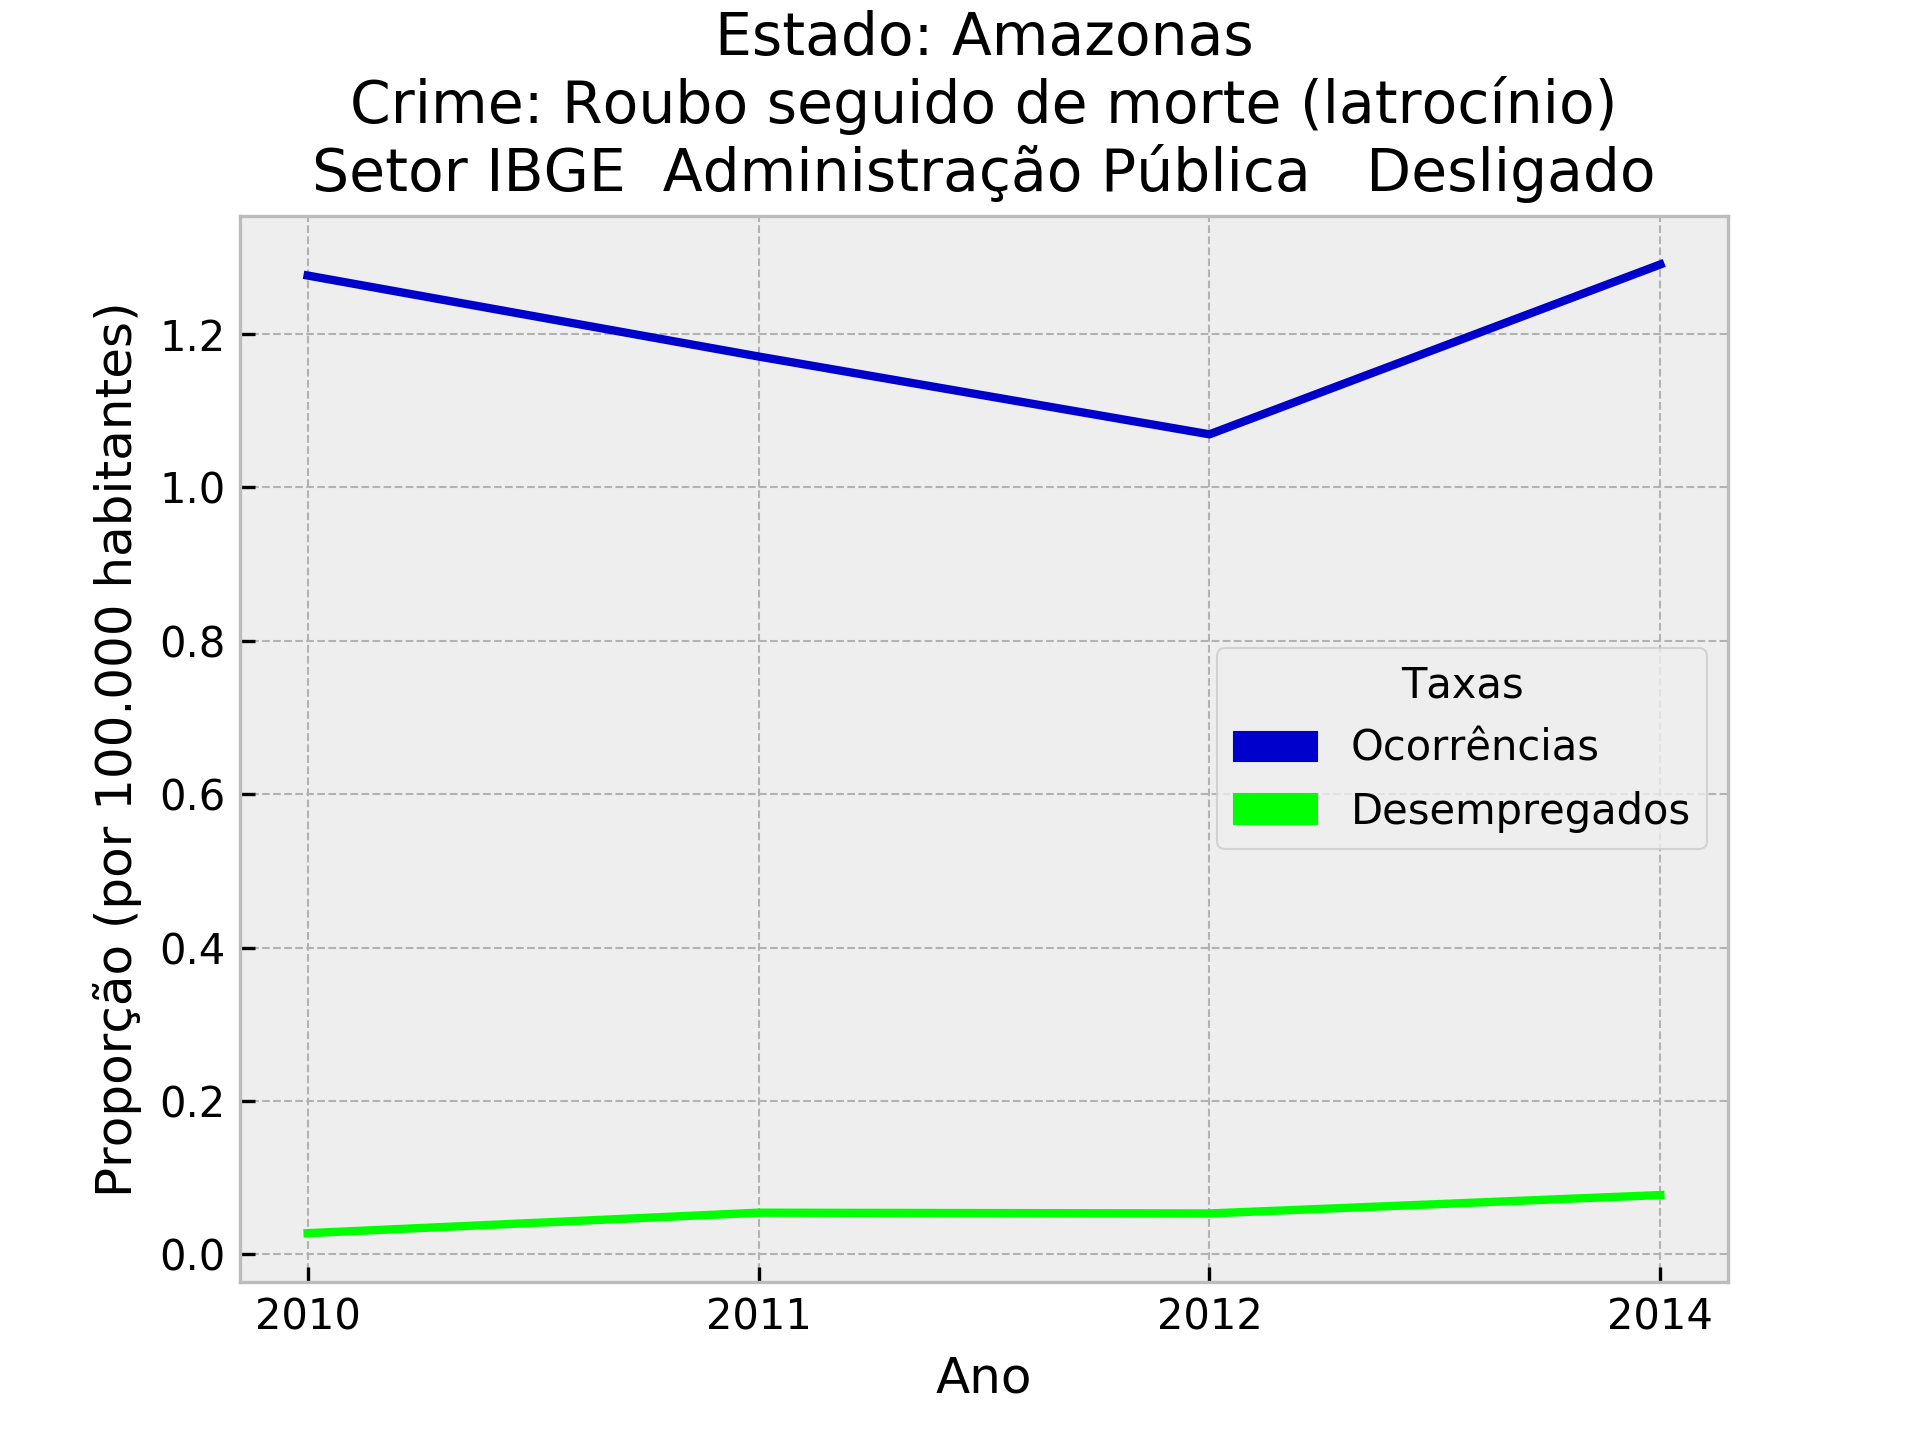 Estado: Amazonas
Crime: Roubo seguido de morte (latrocínio)
Setor IBGE  Administração Pública   Desligado
Proporção (por 100.000 habitantes)
1.2
1.0
0.8
0.6
0.4
0.2
0.0
Taxas
Ocorrências
Desempregados
2010 2011 2012 2014
Ano